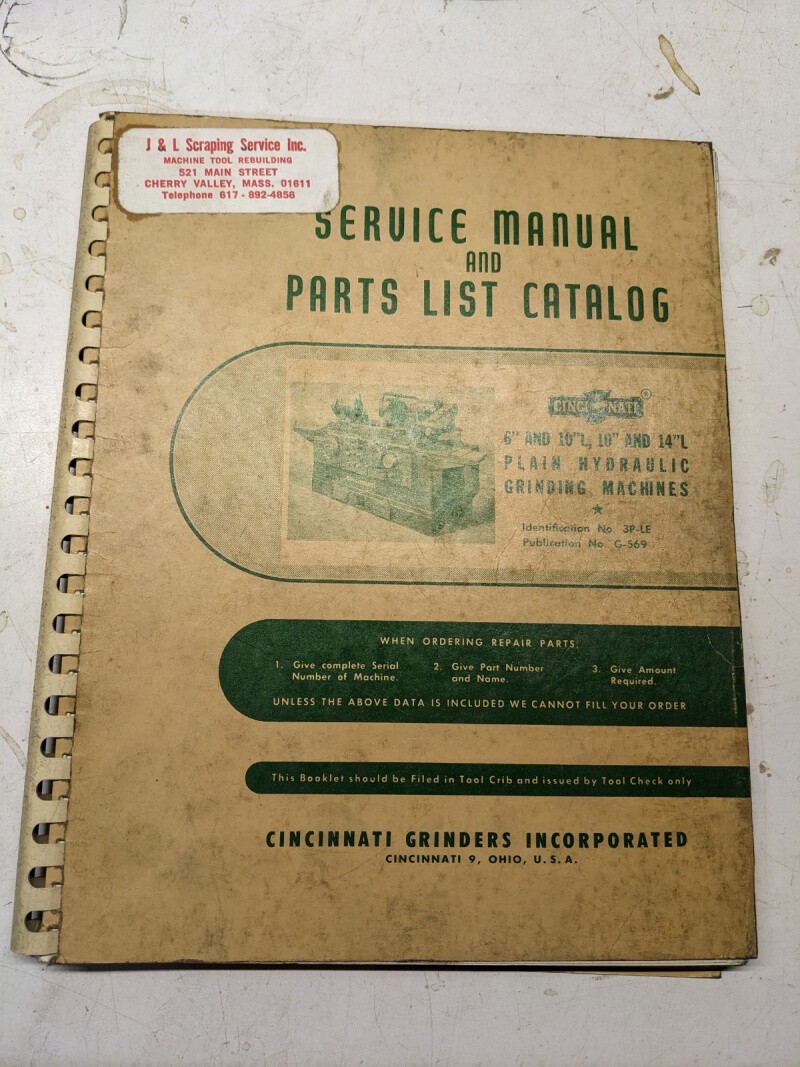 J & L Scraping Service Inc.
MACHINE TOOL REBUILDING
521 MAIN STREET
CHERRY VALLEY, MASS. 01611
Telephone 617 - 892-4856
SERVICE MANUAL
AND
PARTS LIST CATALOG
CINCINNATI ®
6" AND 10"L, 10" AND 14"L
PLAIN HYDRAULIC
GRINDING MACHINES
Identification No. 3P-LE
Publication No. G-569
WHEN ORDERING REPAIR PARTS:
1. Give complete Serial Number of Machine.
2. Give Part Number and Name.
3. Give Amount Required.
UNLESS THE ABOVE DATA IS INCLUDED WE CANNOT FILL YOUR ORDER
This Booklet should be Filed in Tool Crib and issued by Tool Check only
CINCINNATI GRINDERS INCORPORATED
CINCINNATI 9, OHIO, U.S.A.